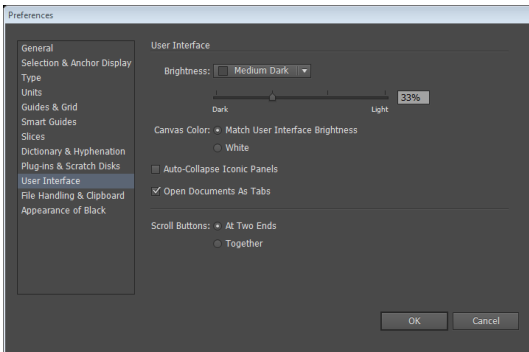 Preferences
General
Selection & Anchor Display
Type
Units
Guides & Grid
Smart Guides
Slices
Dictionary & Hyphenation
Plug-ins & Scratch Disks
User Interface
File Handling & Clipboard
Appearance of Black
User Interface
Brightness: Medium Dark
33%
Dark Light
Canvas Color: Match User Interface Brightness
White
Auto-Collapse Iconic Panels
Open Documents As Tabs
Scroll Buttons: At Two Ends
Together
OK Cancel